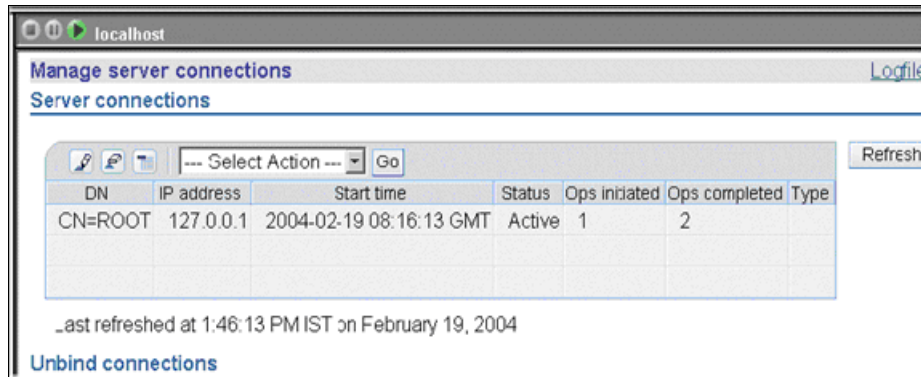 localhost
Manage server connections Logfile
Server connections
--- Select Action --- Go Refresh
DN IP address Start time Status Ops initiated Ops completed Type
CN=ROOT 127.0.0.1 2004-02-19 08:16:13 GMT Active 1 2
Last refreshed at 1:46:13 PM IST on February 19, 2004
Unbind connections